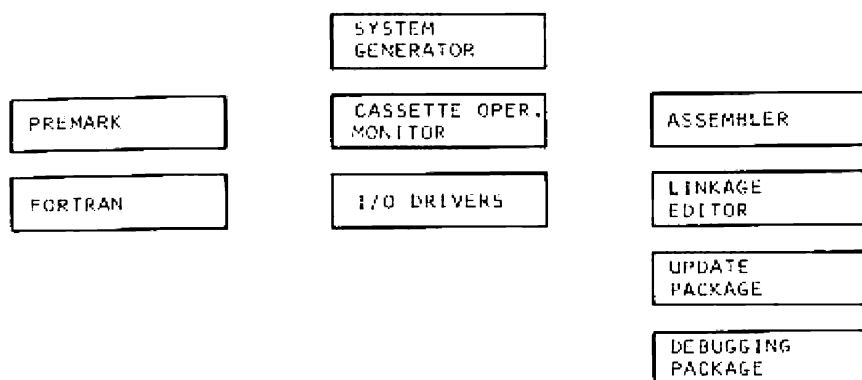 SYSTEM
GENERATOR
PREMARK
CASSETTE OPER.
MONITOR
ASSEMBLER
FORTRAN
I/O DRIVERS
LINKAGE
EDITOR
UPDATE
PACKAGE
DEBUGGING
PACKAGE